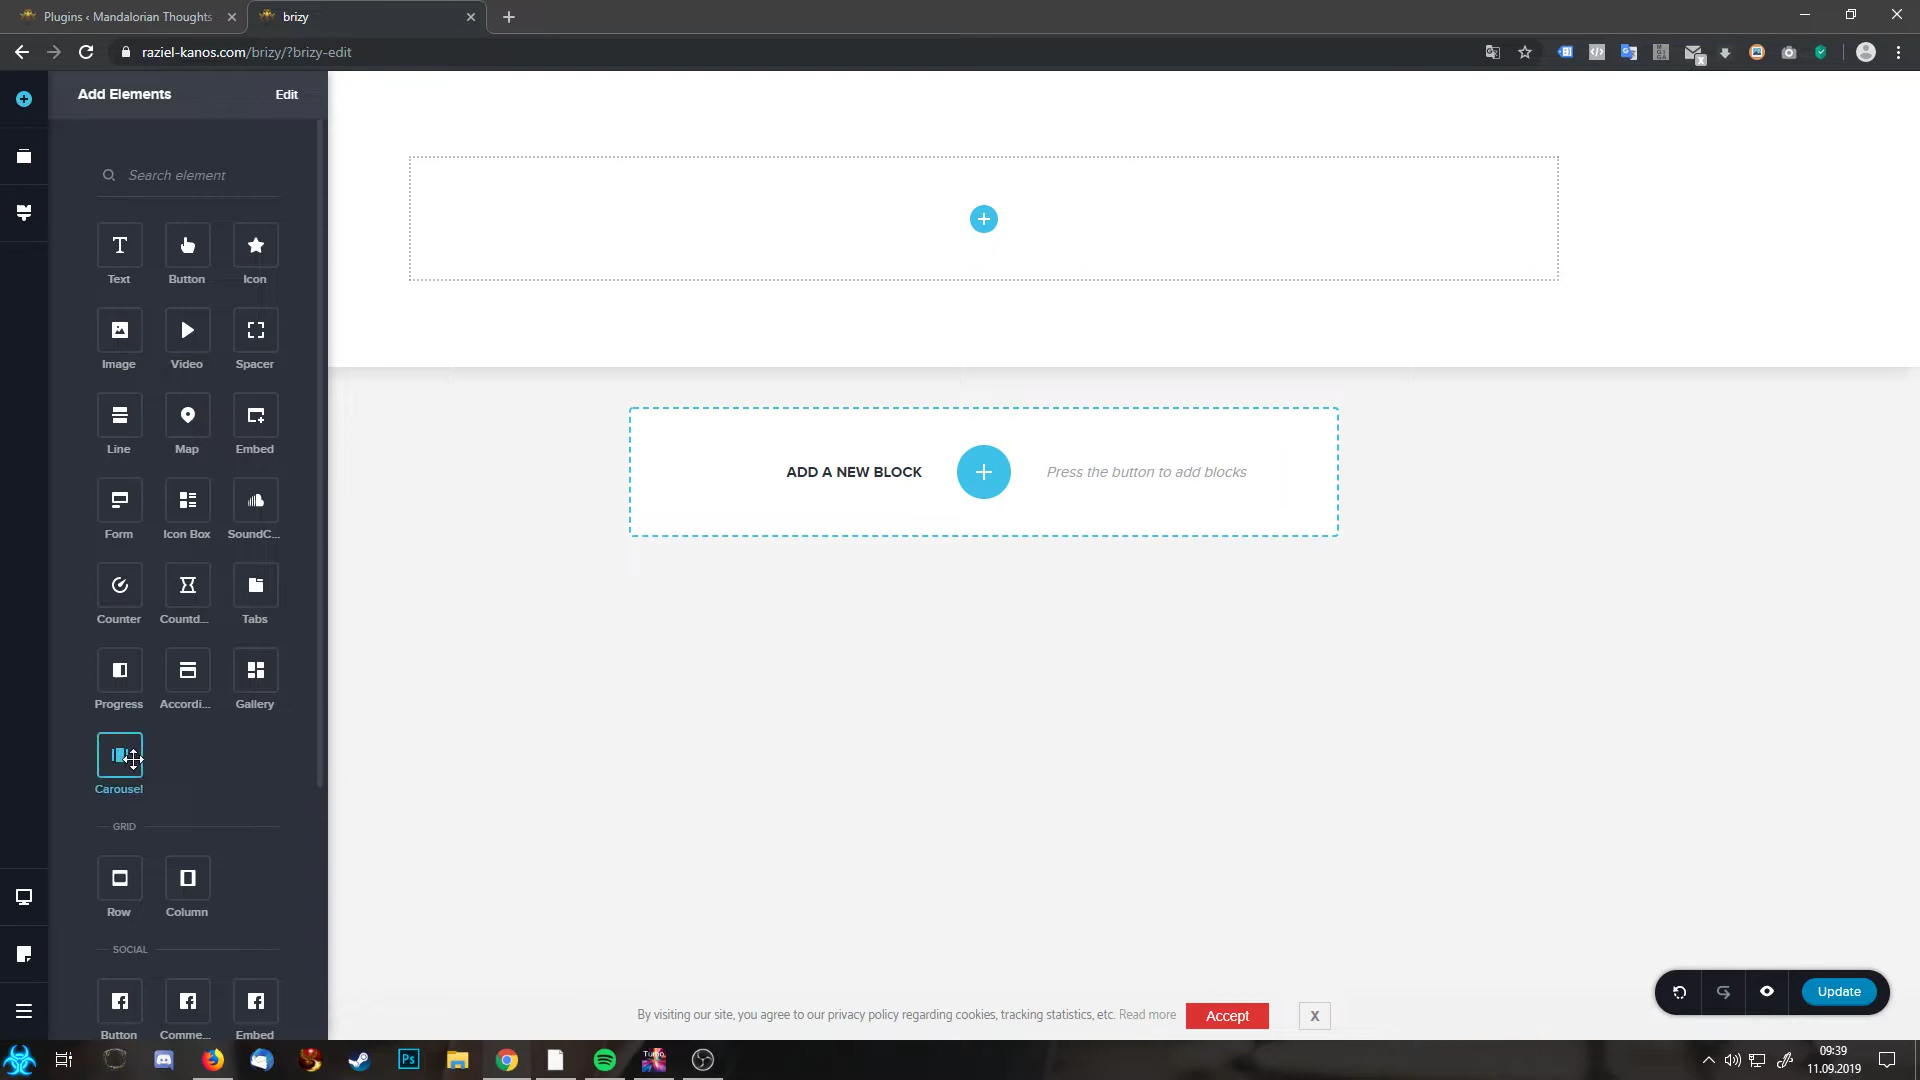 Plugins ‹ Mandalorian Thoughts
brizy
raziel-kanos.com/brizy/?brizy-edit
Add Elements
Edit
Search element
Text
Button
Icon
Image
Video
Spacer
Line
Map
Embed
Form
Icon Box
SoundC...
Counter
Countd...
Tabs
Progress
Accordi...
Gallery
Carousel
GRID
Row
Column
SOCIAL
Button
Comme...
Embed
ADD A NEW BLOCK
Press the button to add blocks
By visiting our site, you agree to our privacy policy regarding cookies, tracking statistics, etc. Read more
Accept
X
Update
Ps
09:39
11.09.2019